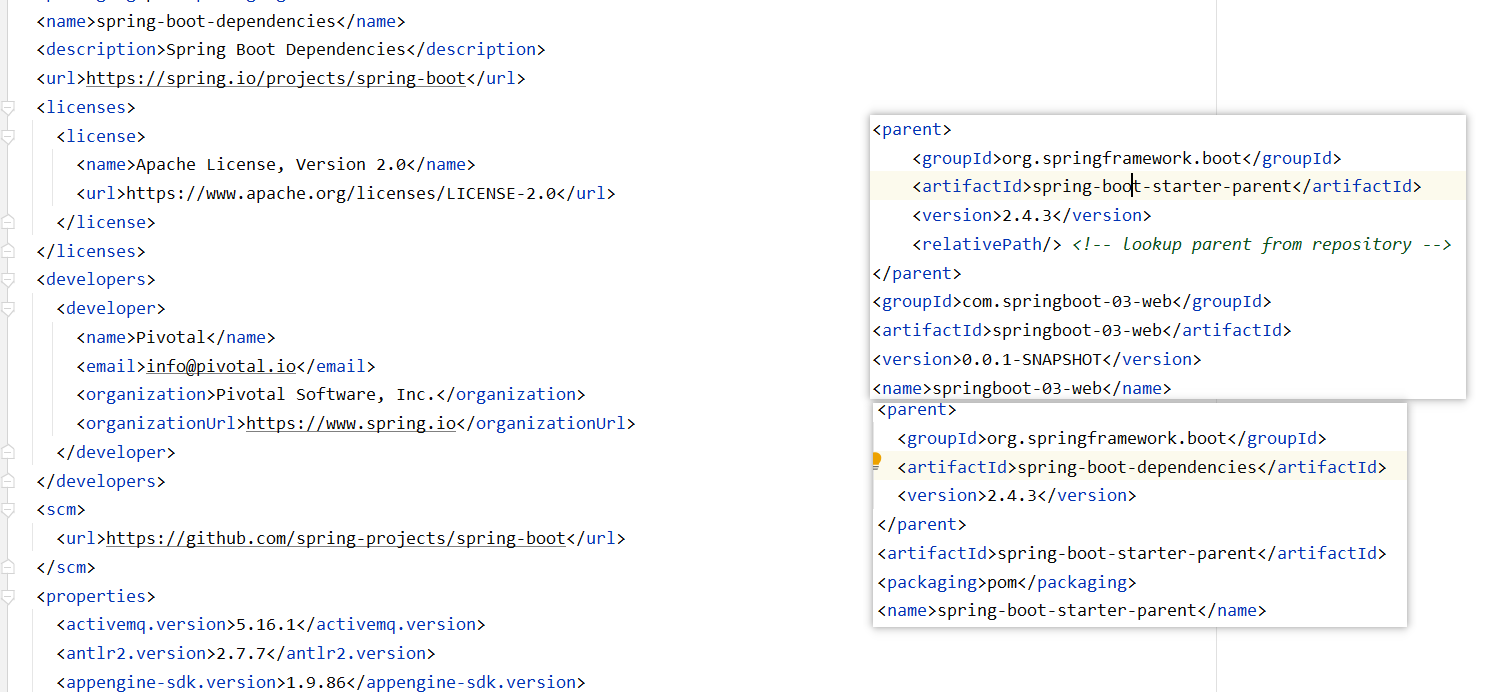 <name>spring-boot-dependencies</name>
<description>Spring Boot Dependencies</description>
<url>https://spring.io/projects/spring-boot</url>
<licenses>
<license>
<name>Apache License, Version 2.0</name>
<url>https://www.apache.org/licenses/LICENSE-2.0</url>
</license>
</licenses>
<developers>
<developer>
<name>Pivotal</name>
<email>info@pivotal.io</email>
<organization>Pivotal Software, Inc.</organization>
<organizationUrl>https://www.spring.io</organizationUrl>
</developer>
</developers>
<scm>
<url>https://github.com/spring-projects/spring-boot</url>
</scm>
<properties>
<activemq.version>5.16.1</activemq.version>
<antlr2.version>2.7.7</antlr2.version>
<appengine-sdk.version>1.9.86</appengine-sdk.version>
<parent>
<groupId>org.springframework.boot</groupId>
<artifactId>spring-boot-starter-parent</artifactId>
<version>2.4.3</version>
<relativePath/> <!-- lookup parent from repository -->
</parent>
<groupId>com.springboot-03-web</groupId>
<artifactId>springboot-03-web</artifactId>
<version>0.0.1-SNAPSHOT</version>
<name>springboot-03-web</name>
<parent>
<groupId>org.springframework.boot</groupId>
<artifactId>spring-boot-dependencies</artifactId>
<version>2.4.3</version>
</parent>
<artifactId>spring-boot-starter-parent</artifactId>
<packaging>pom</packaging>
<name>spring-boot-starter-parent</name>